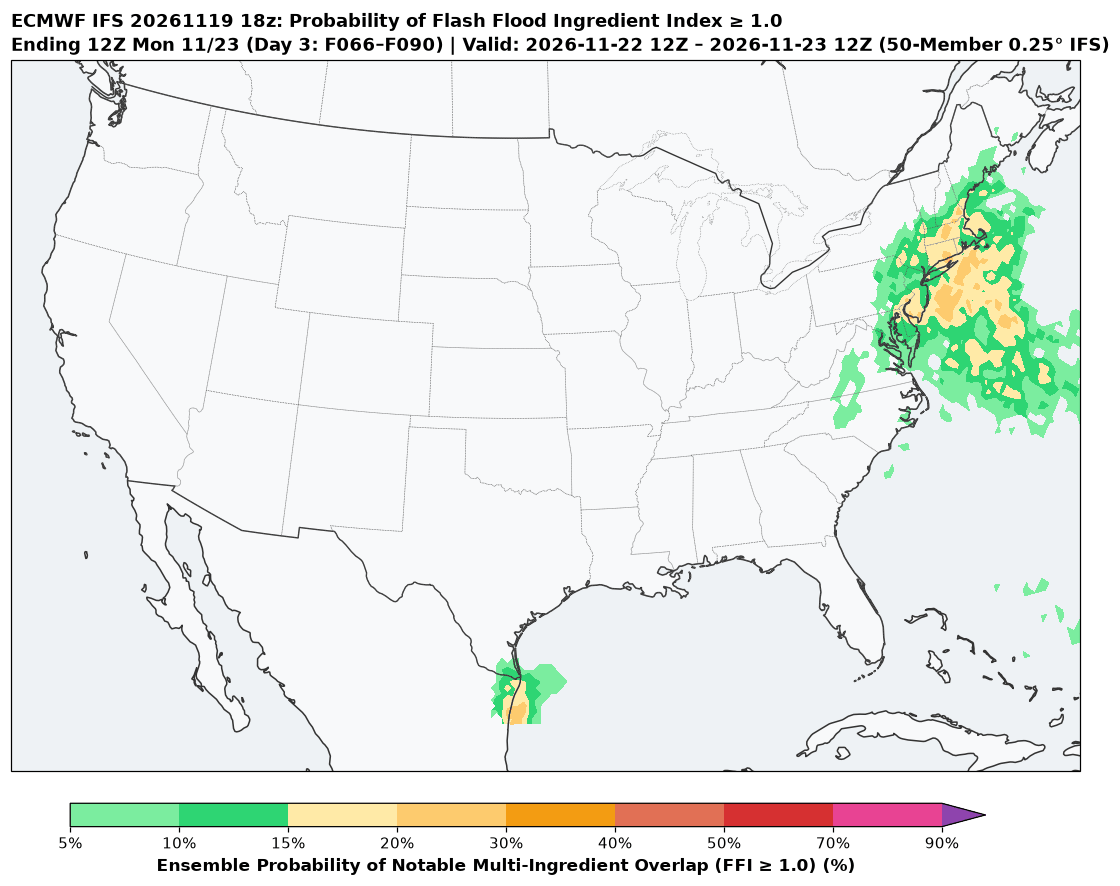 ECMWF IFS 20261119 18z: Probability of Flash Flood Ingredient Index ≥ 1.0
Ending 12Z Mon 11/23 (Day 3: F066–F090) | Valid: 2026-11-22 12Z – 2026-11-23 12Z (50-Member 0.25° IFS)
5% 10% 15% 20% 30% 40% 50% 70% 90%
Ensemble Probability of Notable Multi-Ingredient Overlap (FFI ≥ 1.0) (%)